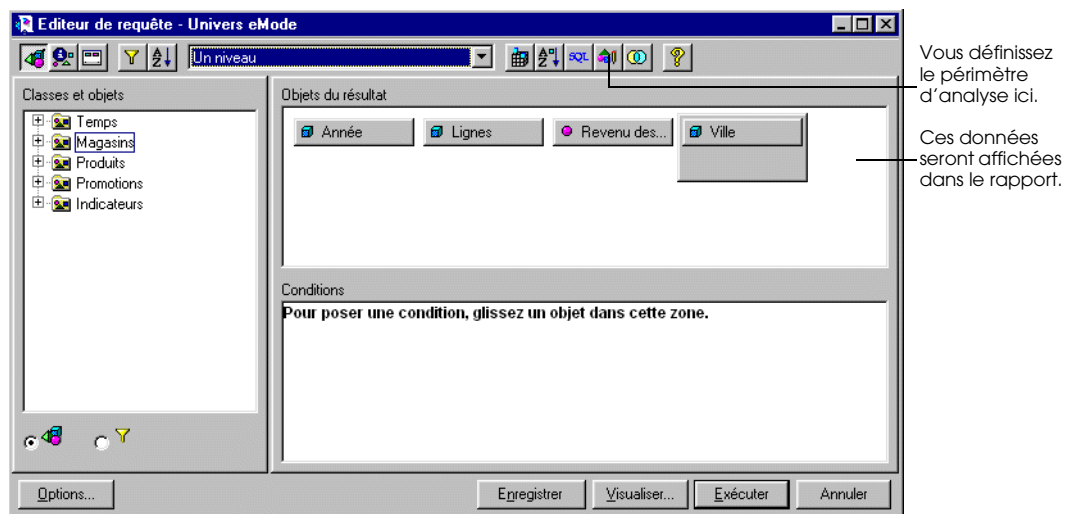 Editeur de requête - Univers eMode
Un niveau
SQL
Vous définissez
le périmètre
d'analyse ici.
Classes et objets
Objets du résultat
Temps
Magasins
Produits
Promotions
Indicateurs
Année
Lignes
Revenu des...
Ville
Ces données
seront affichées
dans le rapport.
Conditions
Pour poser une condition, glissez un objet dans cette zone.
Options...
Enregistrer
Visualiser...
Exécuter
Annuler